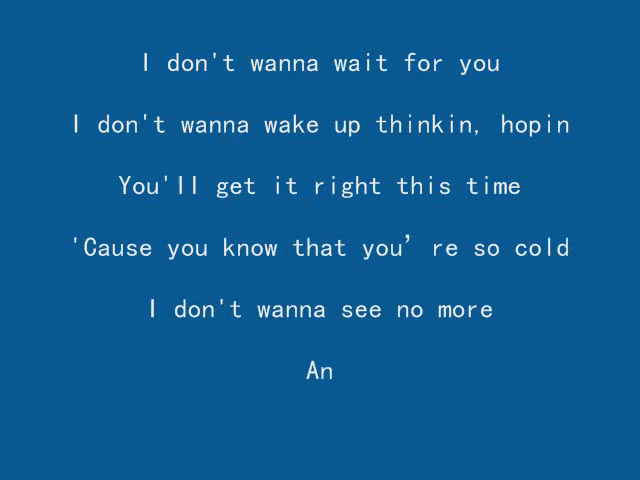 I don't wanna wait for you
I don't wanna wake up thinkin, hopin
You'll get it right this time
'Cause you know that you’re so cold
I don't wanna see no more
An